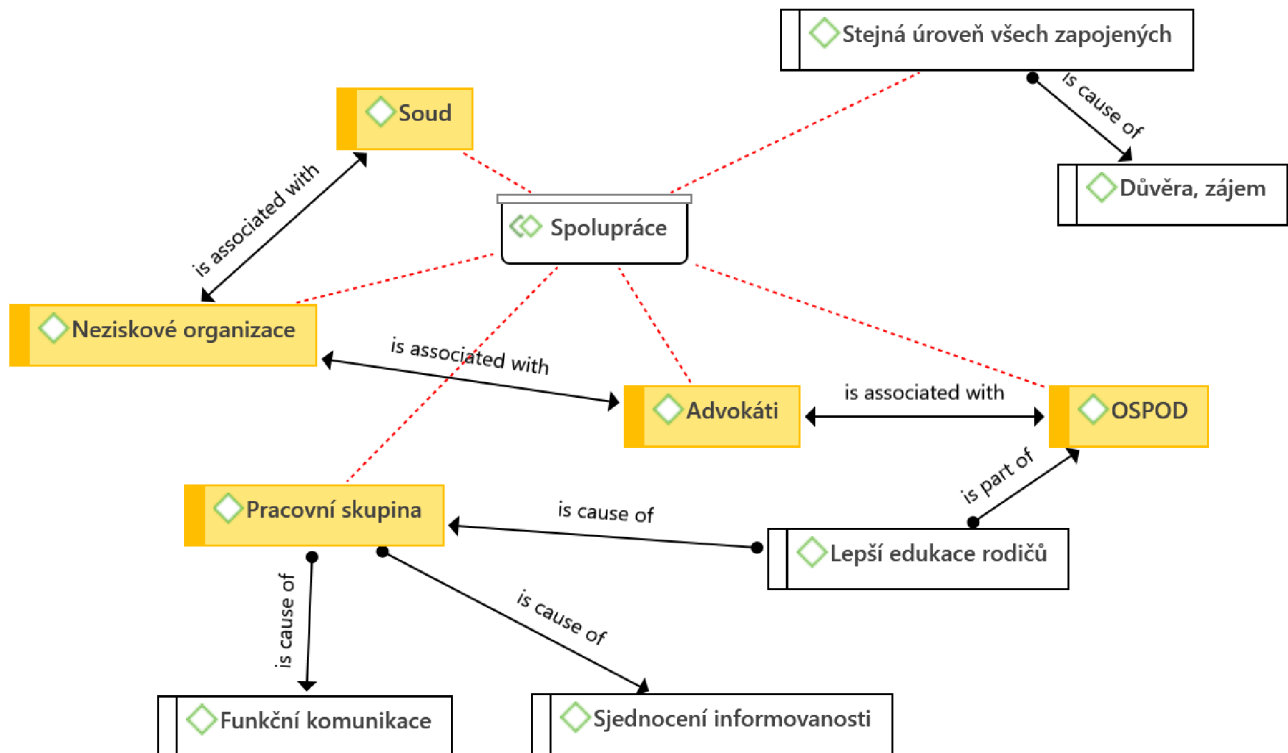 Stejná úroveň všech zapojených
is cause of
Soud
Důvěra, zájem
is associated with
Spolupráce
Neziskové organizace
is associated with
Advokáti
is associated with
OSPOD
is part of
Pracovní skupina
is cause of
Lepší edukace rodičů
is cause of
is cause of
Funkční komunikace
Sjednocení informovanosti